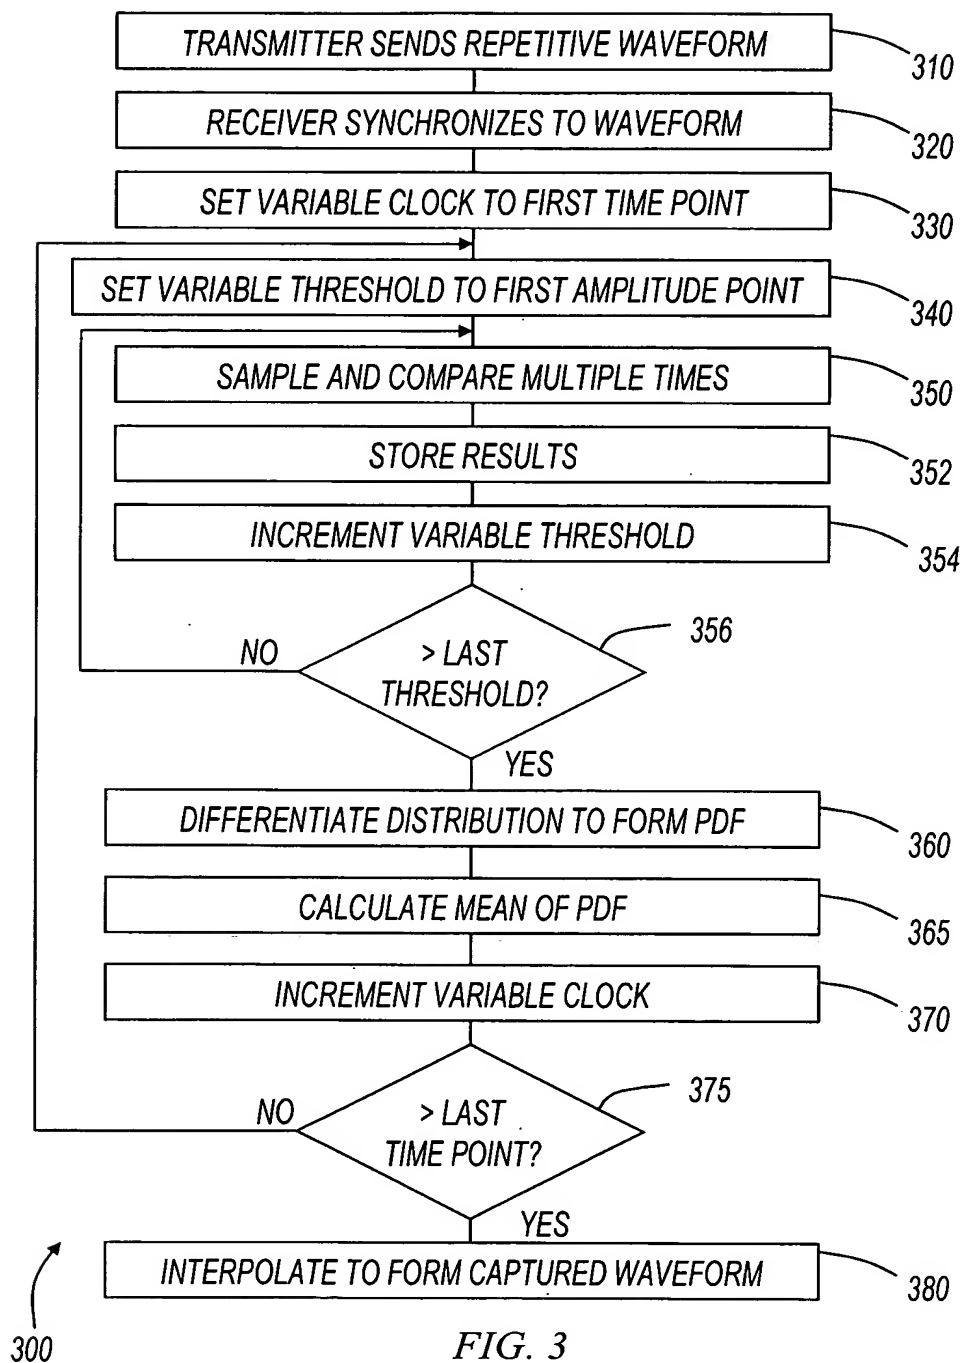 TRANSMITTER SENDS REPETITIVE WAVEFORM
310
RECEIVER SYNCHRONIZES TO WAVEFORM
320
SET VARIABLE CLOCK TO FIRST TIME POINT
330
SET VARIABLE THRESHOLD TO FIRST AMPLITUDE POINT
340
SAMPLE AND COMPARE MULTIPLE TIMES
350
STORE RESULTS
352
INCREMENT VARIABLE THRESHOLD
354
356
NO
> LAST
THRESHOLD?
YES
DIFFERENTIATE DISTRIBUTION TO FORM PDF
360
CALCULATE MEAN OF PDF
365
INCREMENT VARIABLE CLOCK
370
375
NO
> LAST
TIME POINT?
YES
INTERPOLATE TO FORM CAPTURED WAVEFORM
380
300
FIG. 3